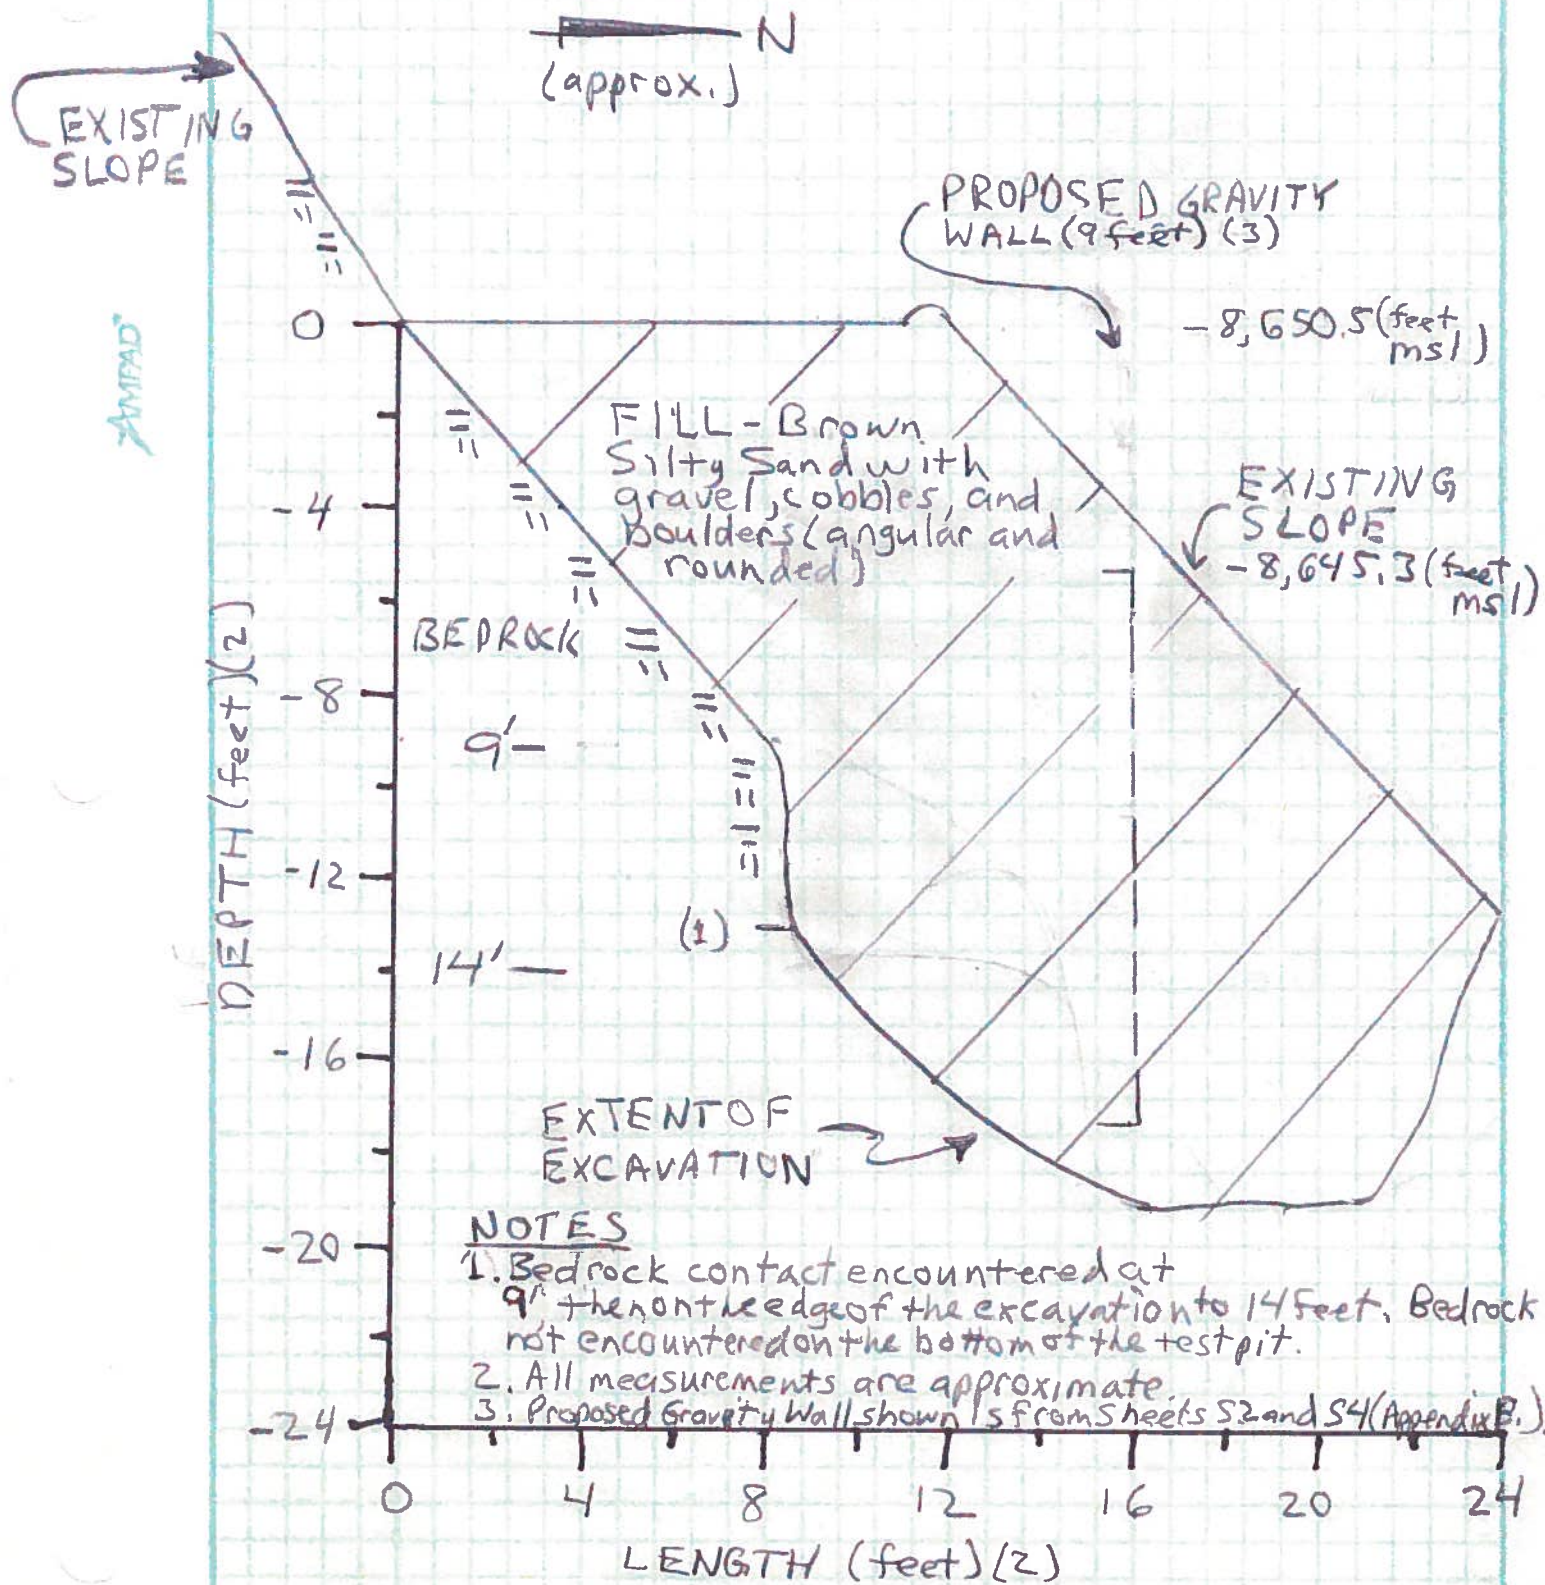 N
(approx.)
EXISTING
SLOPE
PROPOSED GRAVITY
WALL (9 feet) (3)
-8,650.5 (feet
msl)
AMPAD
0
FILL - Brown
Silty Sand with
gravel, cobbles, and
boulders (angular and
rounded)
EXISTING
SLOPE
-8,645.3 (feet
msl)
-4
BEDROCK
-8
9'
DEPTH (feet) (2)
-12
(1)
14'
-16
EXTENT OF
EXCAVATION
-20
NOTES
1. Bedrock contact encountered at
9' then on the edge of the excavation to 14 feet. Bedrock
not encountered on the bottom of the test pit.
2. All measurements are approximate.
3. Proposed Gravity Wall shown is from Sheets S2 and S4 (Appendix B.)
-24
0 4 8 12 16 20 24
LENGTH (feet) (2)